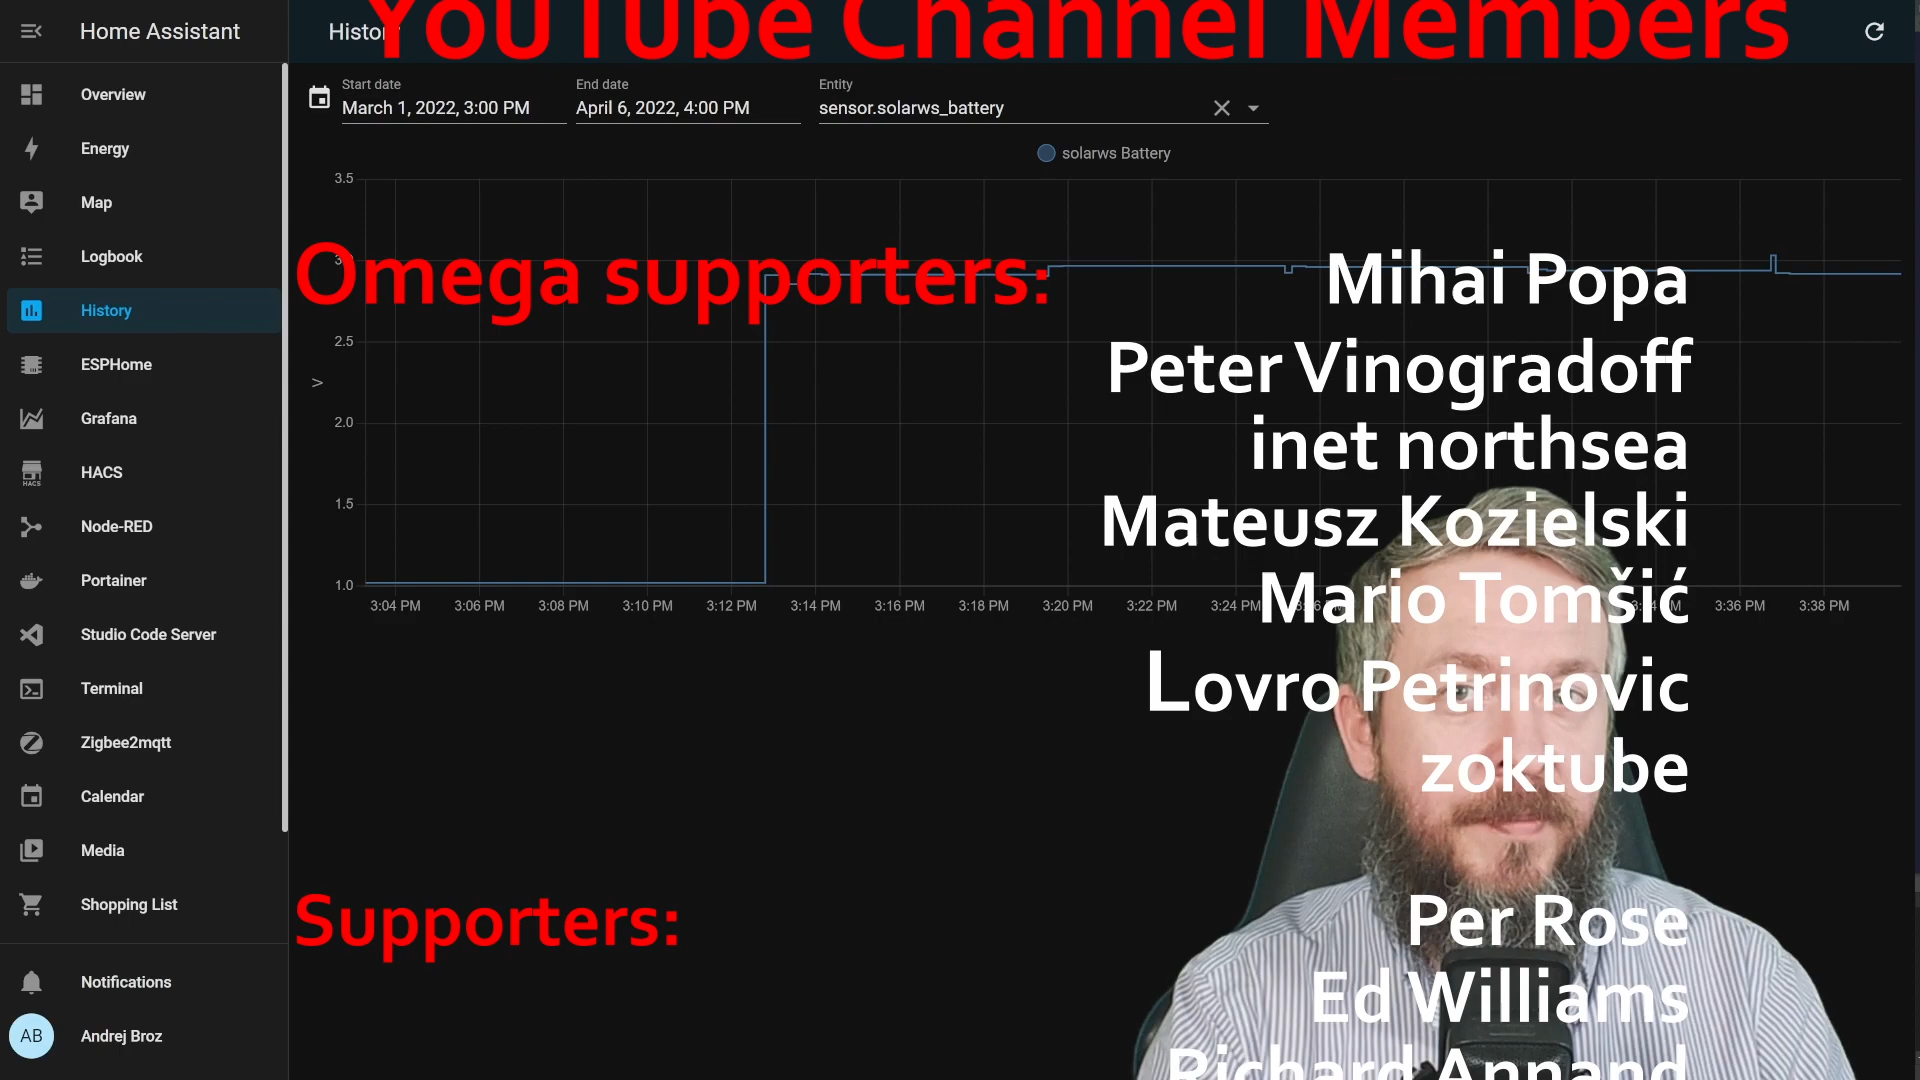 Home Assistant
History
YouTube Channel Members
Overview
Energy
Map
Logbook
History
ESPHome
Grafana
HACS
HACS
Node-RED
Portainer
Studio Code Server
Terminal
Zigbee2mqtt
Calendar
Media
Shopping List
Notifications
AB
Andrej Broz
Start date
March 1, 2022, 3:00 PM
End date
April 6, 2022, 4:00 PM
Entity
sensor.solarws_battery
solarws Battery
3.5
2.5
2.0
1.5
1.0
V
3:04 PM
3:06 PM
3:08 PM
3:10 PM
3:12 PM
3:14 PM
3:16 PM
3:18 PM
3:20 PM
3:22 PM
3:24 PM
3:36 PM
3:38 PM
Omega supporters:
Mihai Popa
Peter Vinogradoff
inet northsea
Mateusz Kozielski
Mario Tomšić
Lovro Petrinovic
zoktube
Supporters:
Per Rose
Ed Williams
Richard Annand